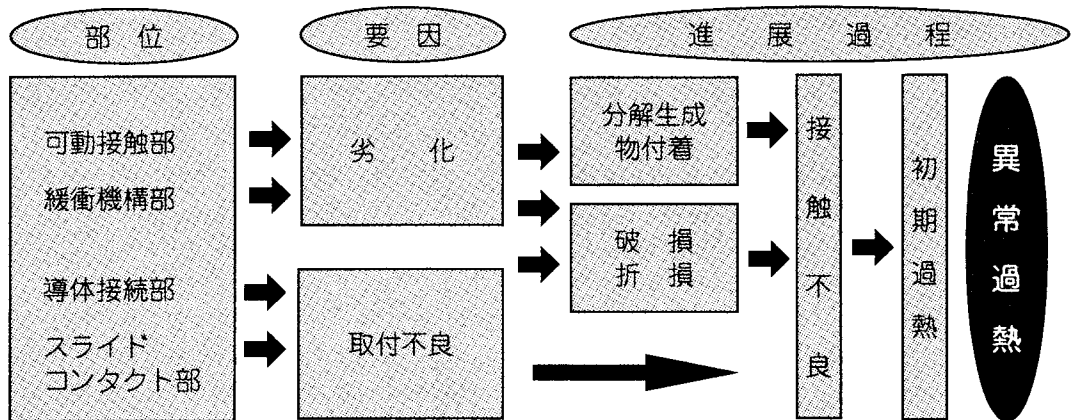 部位
要因
進展過程
可動接触部
緩衝機構部
導体接続部
スライド
コンタクト部
劣化
取付不良
分解生成
物付着
破損
折損
接触不良
初期過熱
異常過熱